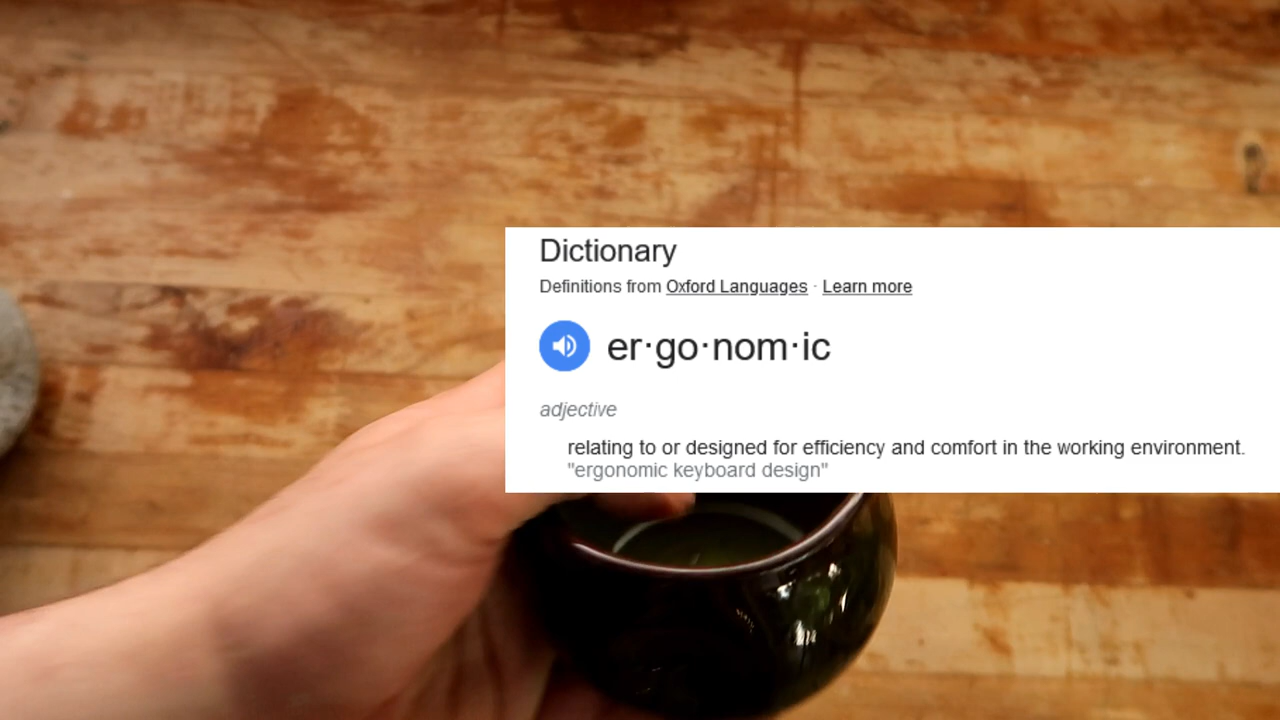 Dictionary
Definitions from Oxford Languages · Learn more
er·go·nom·ic
adjective
relating to or designed for efficiency and comfort in the working environment.
"ergonomic keyboard design"